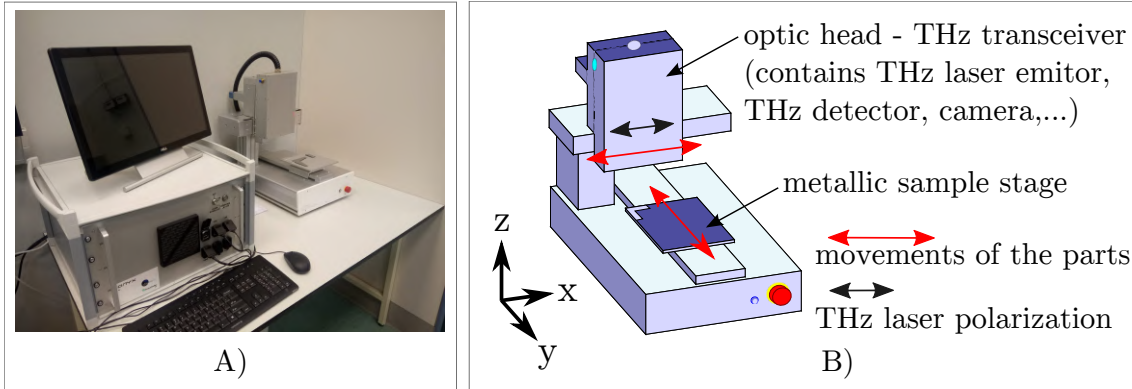 optic head - THz transceiver
(contains THz laser emitor,
THz detector, camera,...)
metallic sample stage
z
x
y
movements of the parts
THz laser polarization
A)
B)